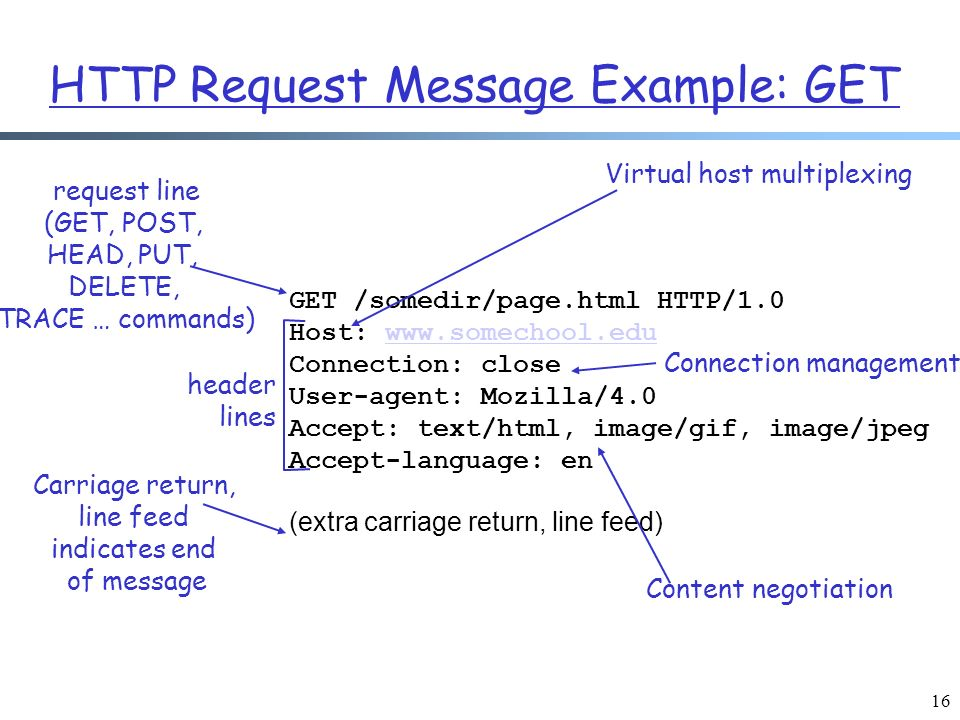 HTTP Request Message Example: GET
Virtual host multiplexing
request line
(GET, POST,
HEAD, PUT,
DELETE,
TRACE … commands)
GET /somedir/page.html HTTP/1.0
Host: www.somechool.edu
Connection: close
Connection management
User-agent: Mozilla/4.0
Accept: text/html, image/gif, image/jpeg
Accept-language: en
header
lines
Carriage return,
line feed
indicates end
of message
(extra carriage return, line feed)
Content negotiation
16